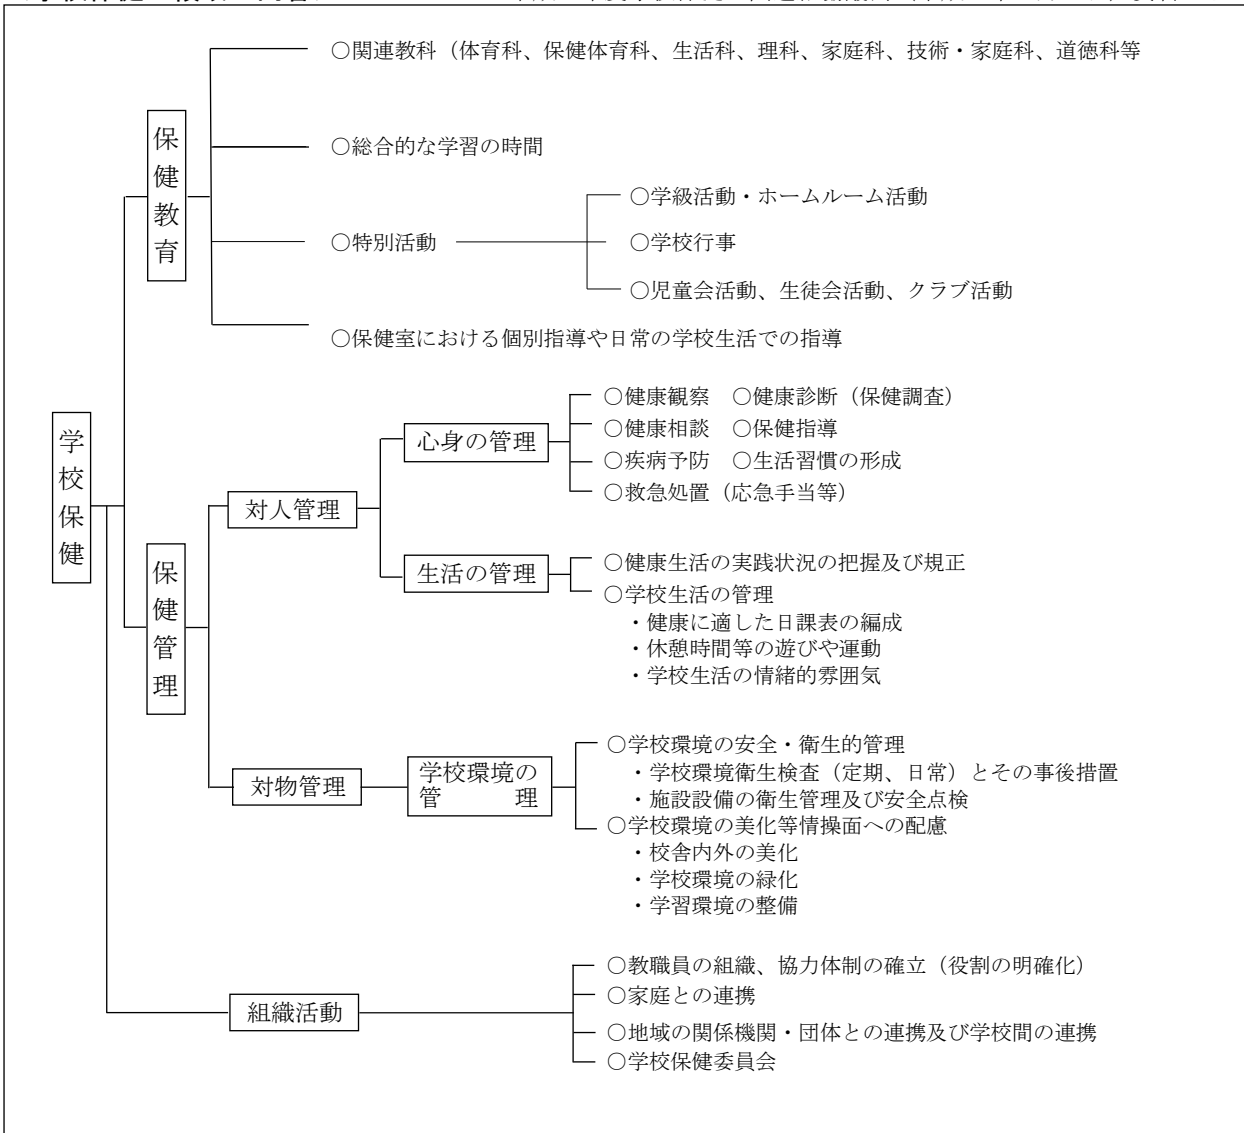 ○関連教科（体育科、保健体育科、生活科、理科、家庭科、技術・家庭科、道徳科等
保健教育
○総合的な学習の時間
○学級活動・ホームルーム活動
○特別活動
○学校行事
○児童会活動、生徒会活動、クラブ活動
○保健室における個別指導や日常の学校生活での指導
学校保健
保健管理
対人管理
心身の管理
○健康観察　○健康診断（保健調査）
○健康相談　○保健指導
○疾病予防　○生活習慣の形成
○救急処置（応急手当等）
生活の管理
○健康生活の実践状況の把握及び規正
○学校生活の管理
・健康に適した日課表の編成
・休憩時間等の遊びや運動
・学校生活の情緒的雰囲気
対物管理
学校環境の
管　　理
○学校環境の安全・衛生的管理
・学校環境衛生検査（定期、日常）とその事後措置
・施設設備の衛生管理及び安全点検
○学校環境の美化等情操面への配慮
・校舎内外の美化
・学校環境の緑化
・学習環境の整備
組織活動
○教職員の組織、協力体制の確立（役割の明確化）
○家庭との連携
○地域の関係機関・団体との連携及び学校間の連携
○学校保健委員会